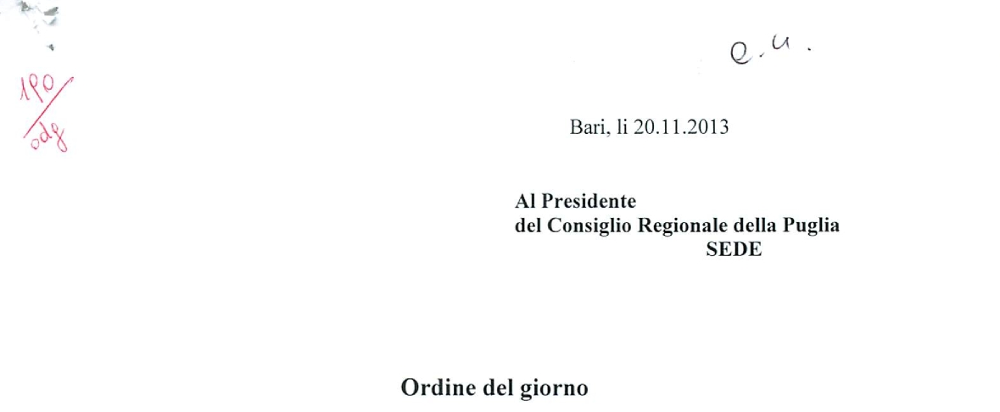 e.u.
190/odg
Bari, li 20.11.2013
Al Presidente
del Consiglio Regionale della Puglia
SEDE
Ordine del giorno